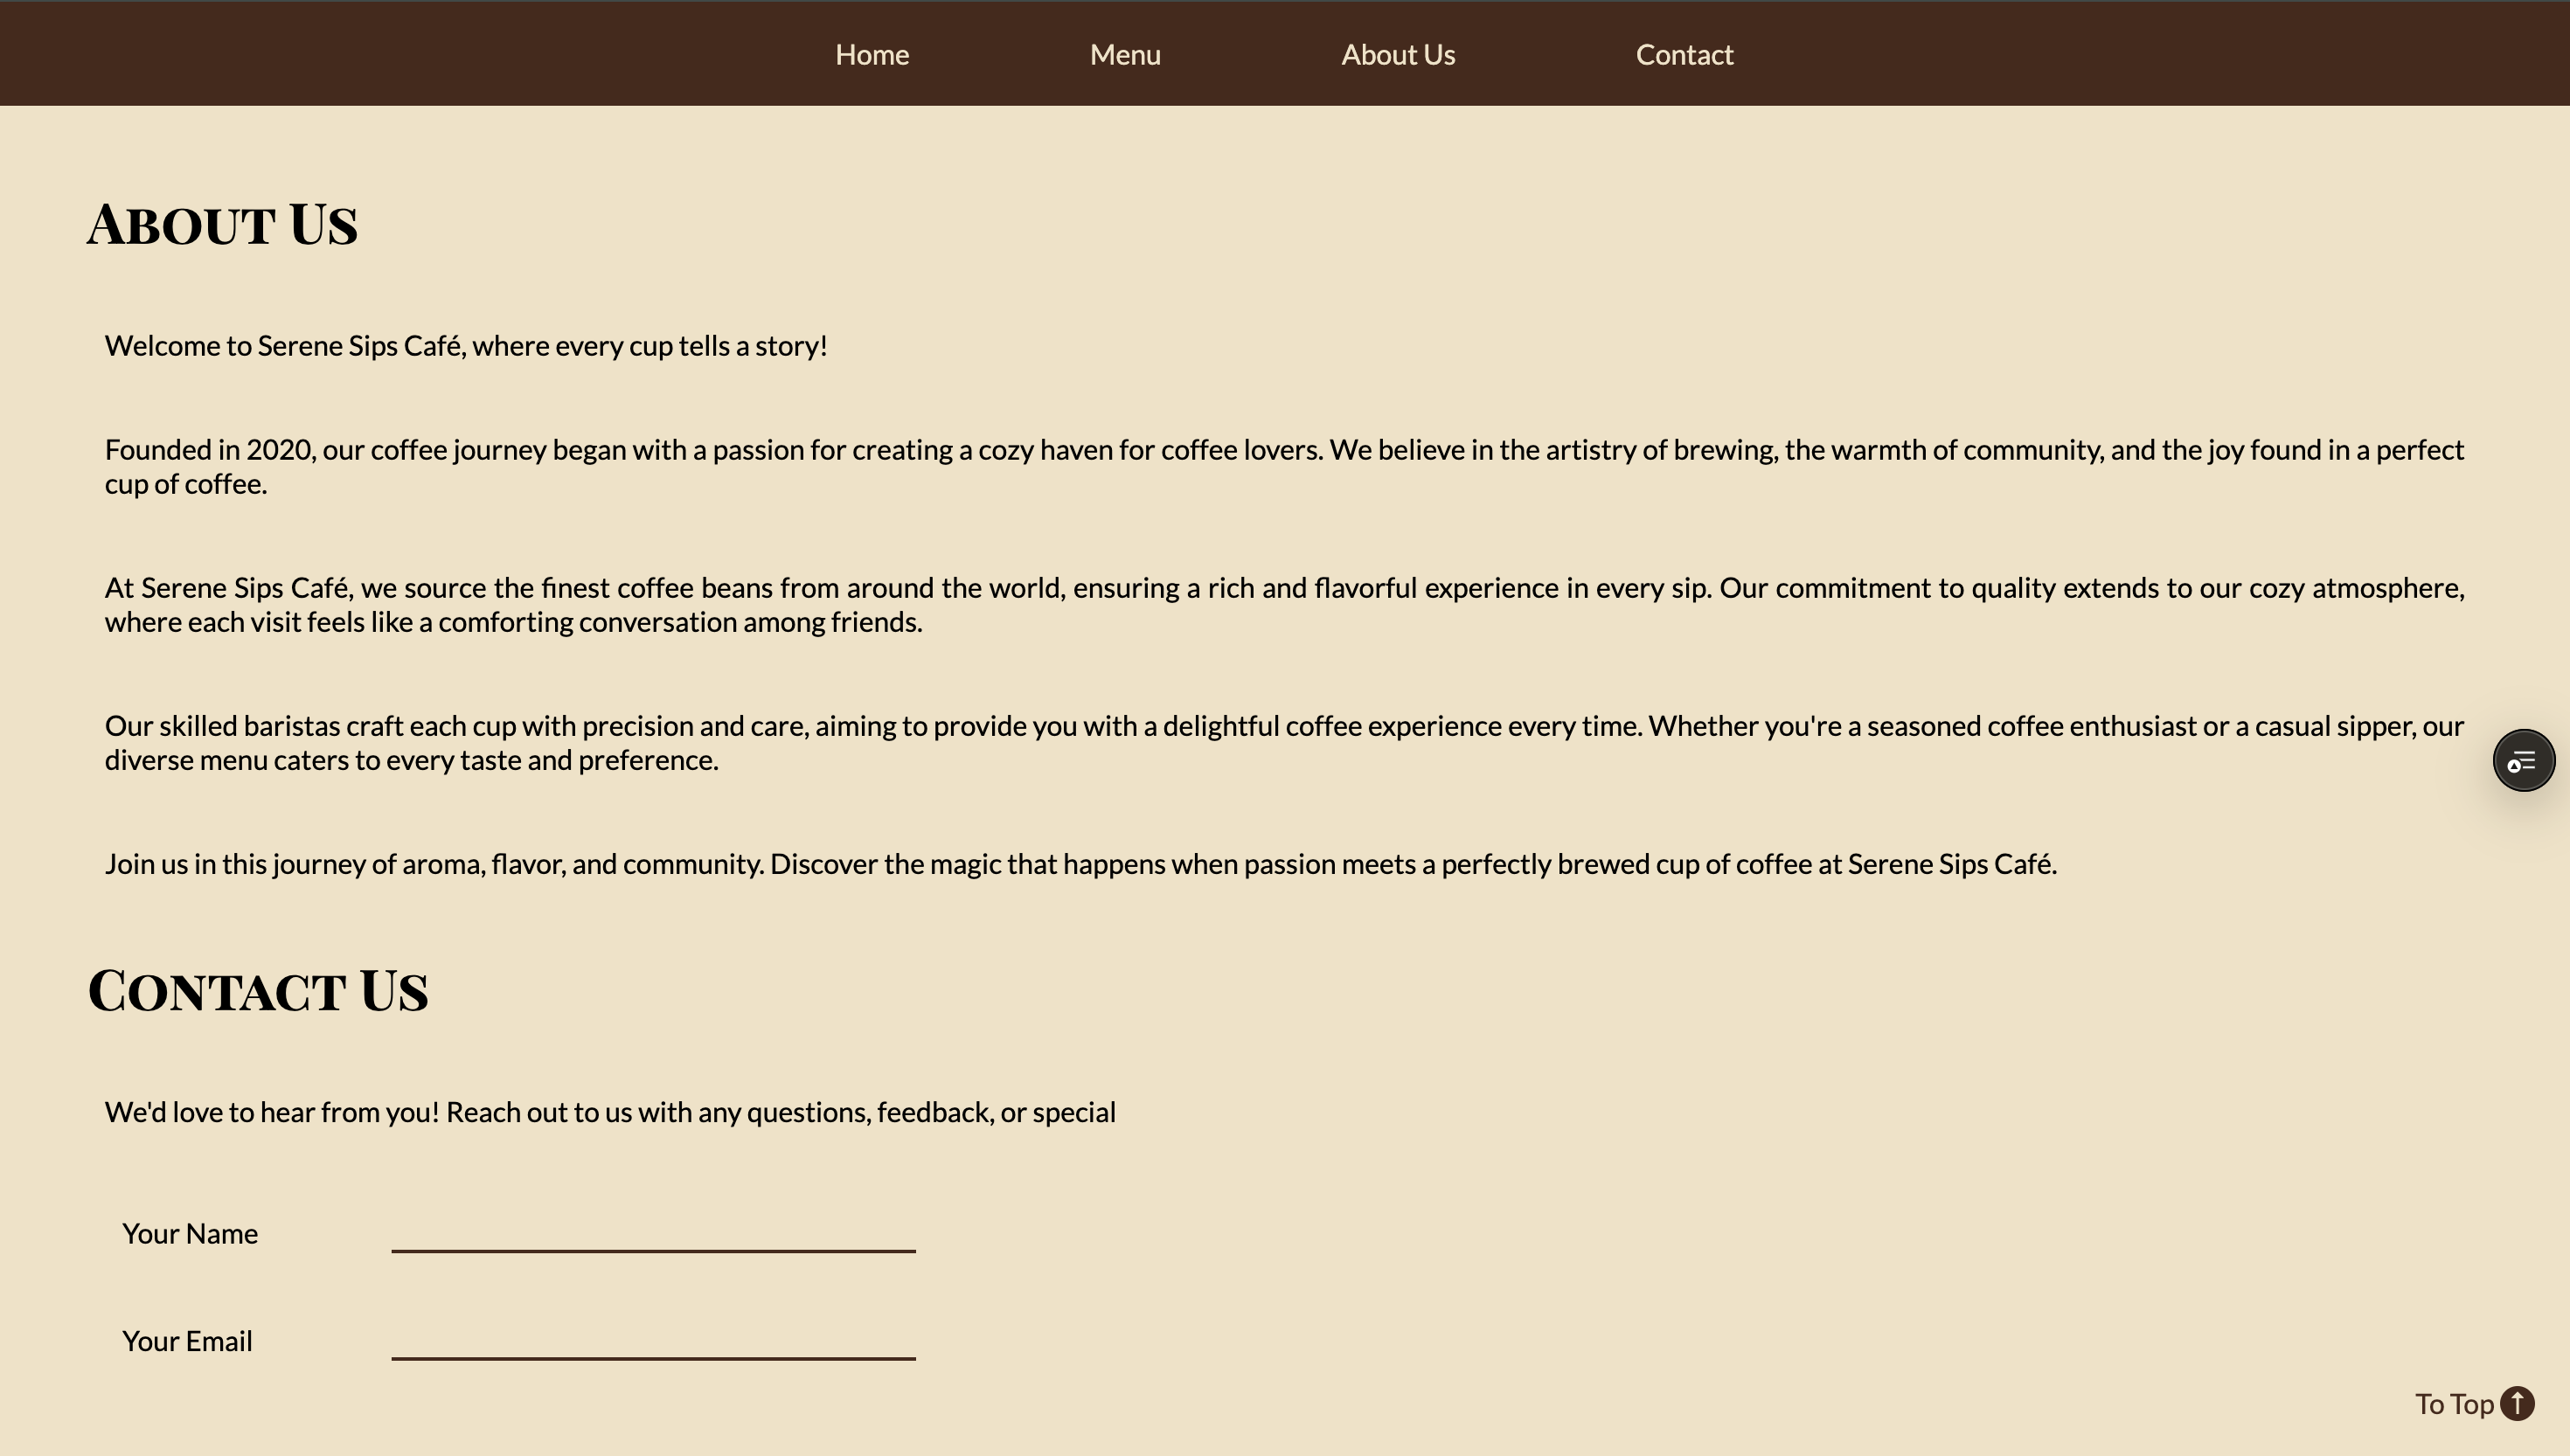 Home Menu About Us Contact
About Us
Welcome to Serene Sips Café, where every cup tells a story!
Founded in 2020, our coffee journey began with a passion for creating a cozy haven for coffee lovers. We believe in the artistry of brewing, the warmth of community, and the joy found in a perfect
cup of coffee.
At Serene Sips Café, we source the finest coffee beans from around the world, ensuring a rich and flavorful experience in every sip. Our commitment to quality extends to our cozy atmosphere,
where each visit feels like a comforting conversation among friends.
Our skilled baristas craft each cup with precision and care, aiming to provide you with a delightful coffee experience every time. Whether you're a seasoned coffee enthusiast or a casual sipper, our
diverse menu caters to every taste and preference.
Join us in this journey of aroma, flavor, and community. Discover the magic that happens when passion meets a perfectly brewed cup of coffee at Serene Sips Café.
Contact Us
We'd love to hear from you! Reach out to us with any questions, feedback, or special
Your Name
Your Email
To Top